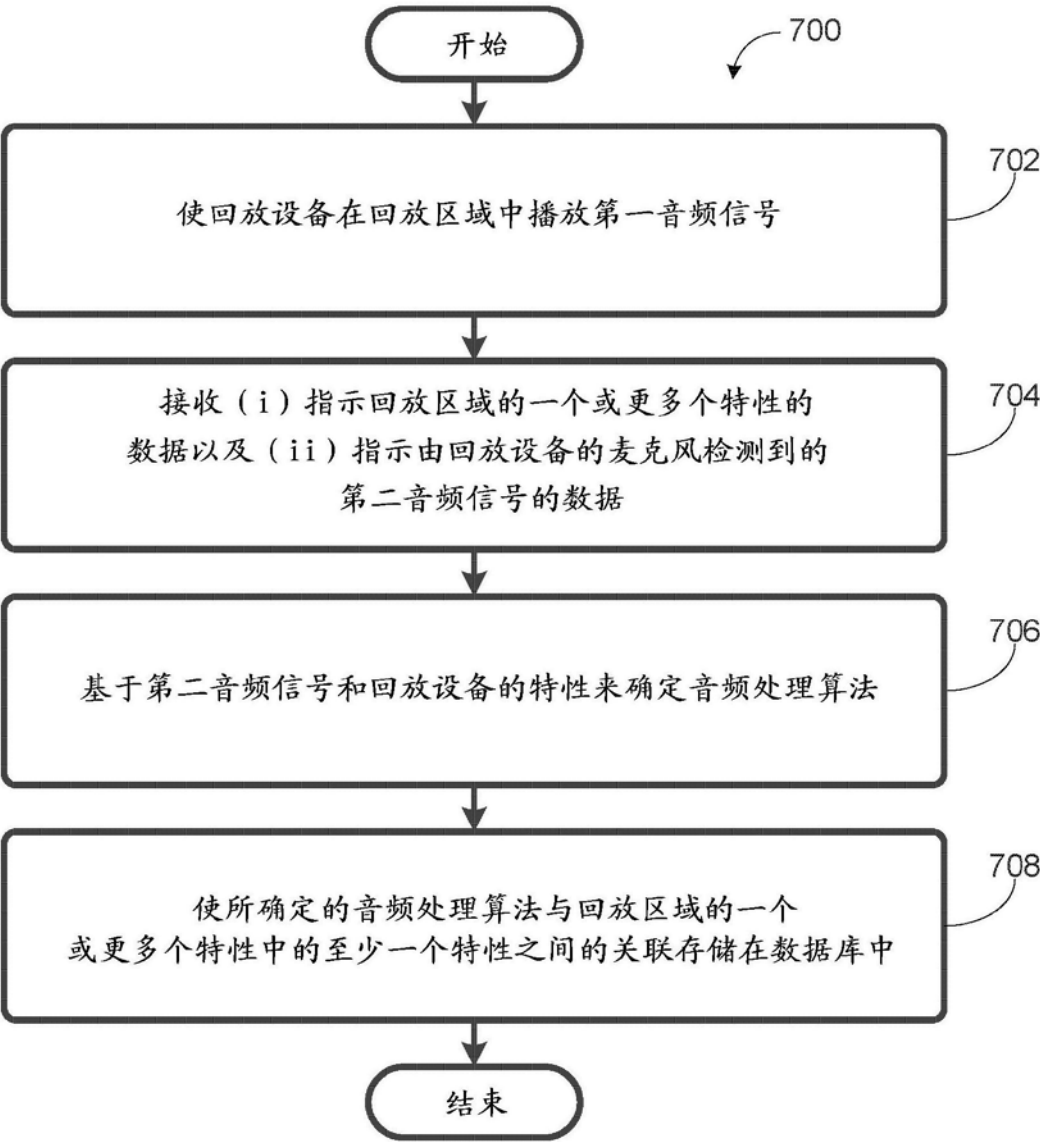 开始
700
702
使回放设备在回放区域中播放第一音频信号
704
接收（i）指示回放区域的一个或更多个特性的
数据以及（ii）指示由回放设备的麦克风检测到的
第二音频信号的数据
706
基于第二音频信号和回放设备的特性来确定音频处理算法
708
使所确定的音频处理算法与回放区域的一个
或更多个特性中的至少一个特性之间的关联存储在数据库中
结束